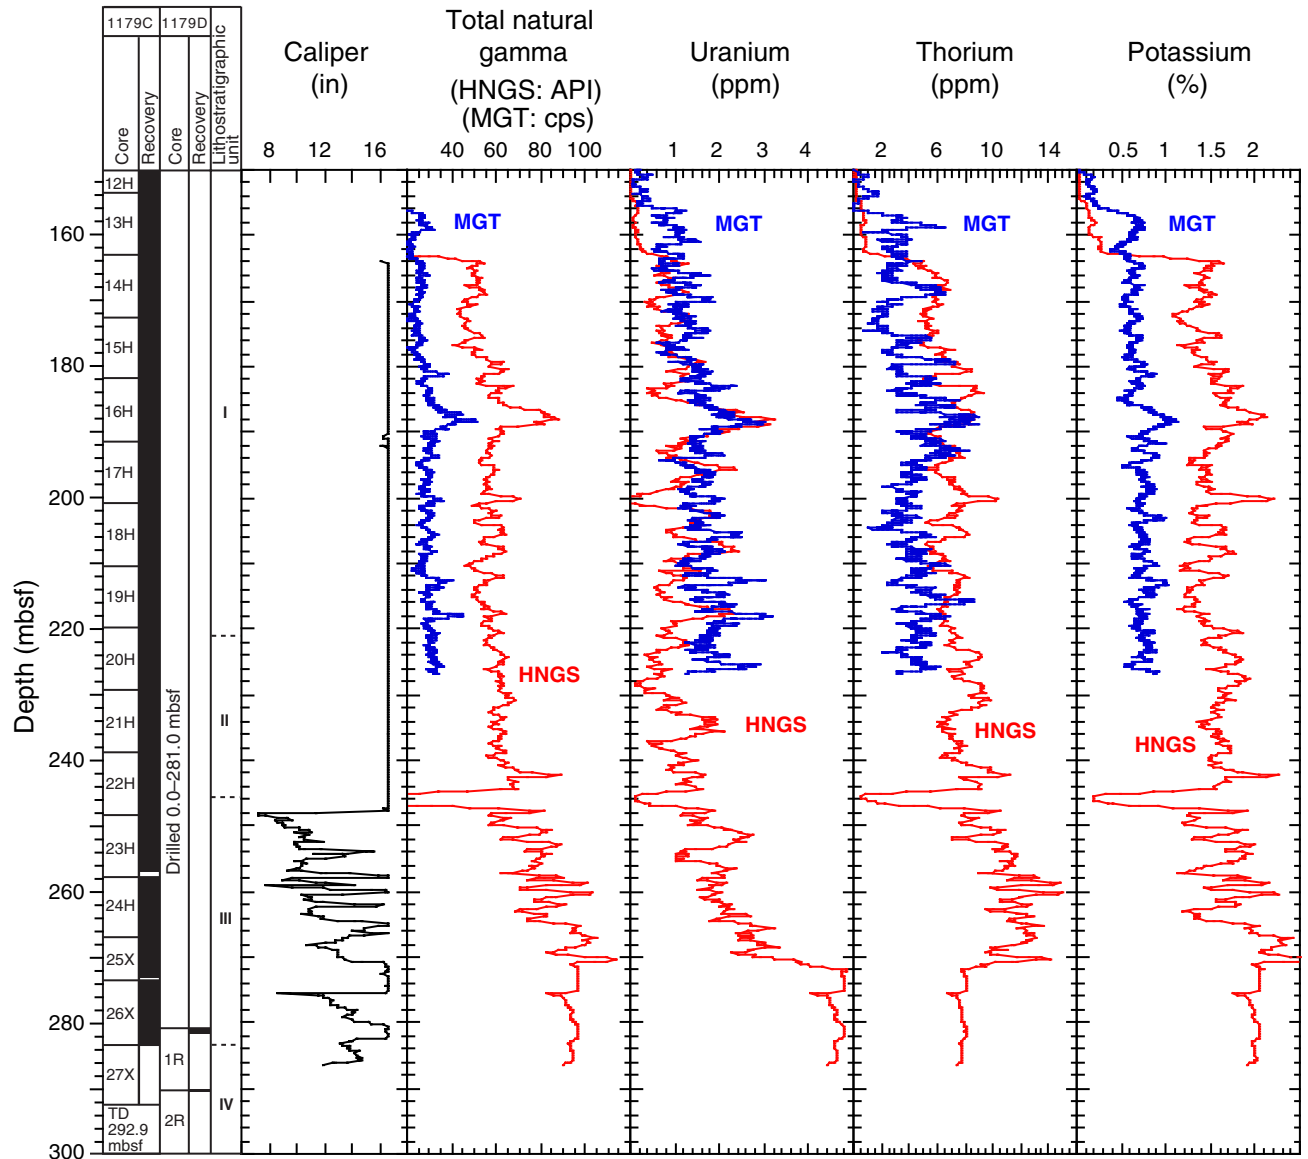 1179C 1179D
Core
Recovery
Core
Recovery
Lithostratigraphic
unit
Caliper
(in)
Total natural
gamma
(HNGS: API)
(MGT: cps)
Uranium
(ppm)
Thorium
(ppm)
Potassium
(%)
8 12 16
40 60 80 100
1 2 3 4
2 6 10 14
0.5 1 1.5 2
Depth (mbsf)
160
180
200
220
240
260
280
300
12H
13H
14H
15H
16H
17H
18H
19H
20H
21H
22H
23H
24H
25X
26X
27X
TD
292.9
mbsf
Drilled 0.0–281.0 mbsf
1R
2R
I
II
III
IV
MGT
HNGS
MGT
HNGS
MGT
HNGS
MGT
HNGS